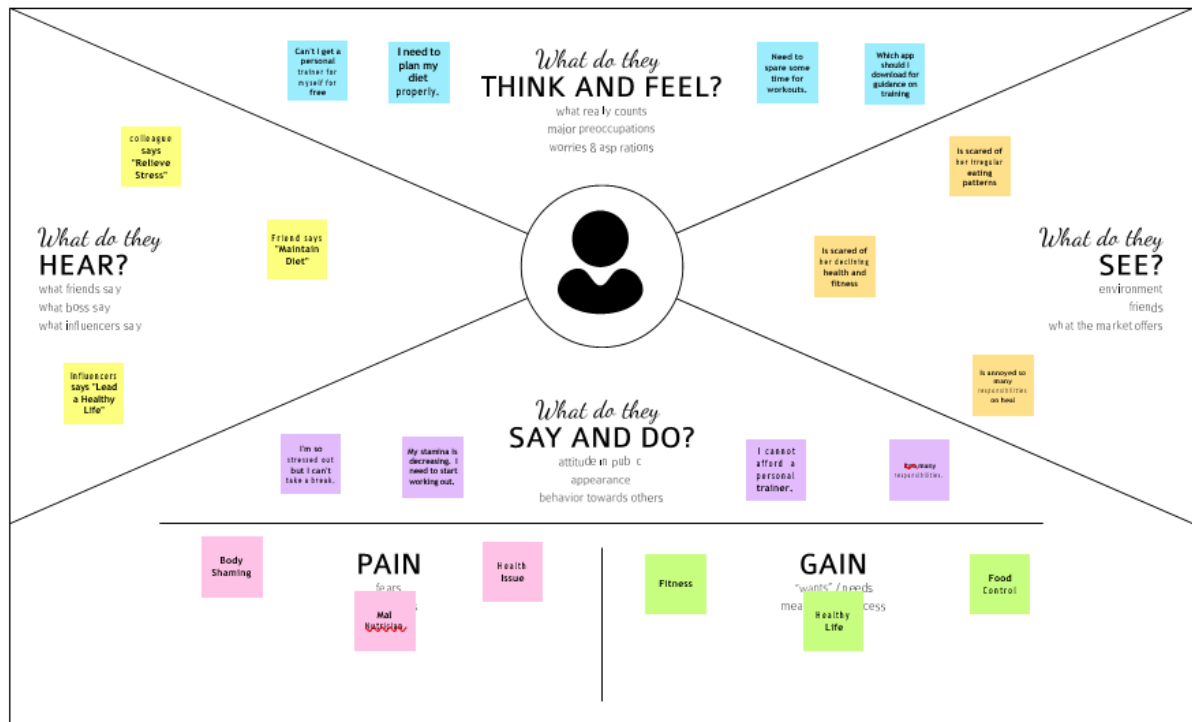 Can't I get a
personal
trainer for
myself for
free
I need to
plan my
diet
properly.
What do they
THINK AND FEEL?
what really counts
major preoccupations
worries & asp rations
Need to
spare some
time for
workouts.
Which app
should I
download for
guidance on
training
colleague
says
"Relieve
Stress"
Friend says
"Maintain
Diet"
What do they
HEAR?
what friends say
what boss say
what influencers say
Influencers
says "Lead
a Healthy
Life"
Is scared of
her irregular
eating
patterns
Is scared of
her declining
health and
fitness
What do they
SEE?
environment
friends
what the market offers
Is annoyed so
many
responsibilities
on heal
What do they
SAY AND DO?
attitude in pub c
appearance
behavior towards others
I'm so
stressed out
but I can't
take a break.
My stamina is
decreasing. I
need to start
working out.
I cannot
afford a
personal
trainer.
many
responsibilities.
PAIN
fears
Body
Shaming
Health
Issue
Mal
Nutrician
GAIN
"wants" / needs
Fitness
Food
Control
Healthy
Life